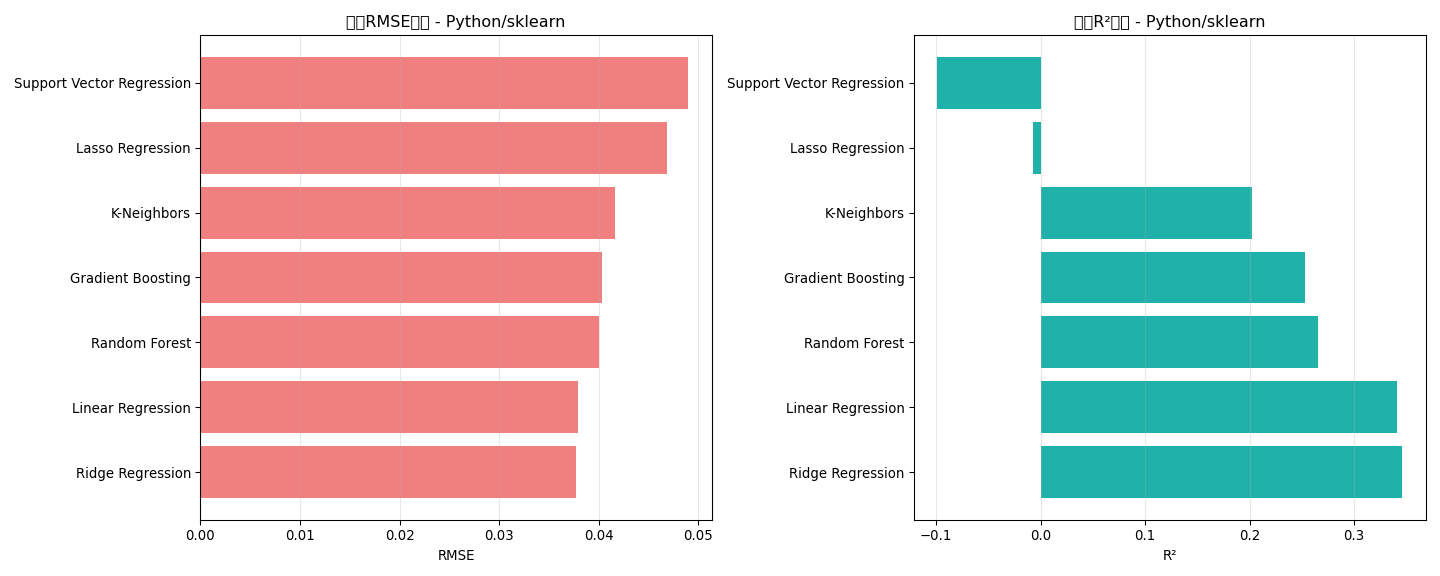 RMSE - Python/sklearn
Support Vector Regression
Lasso Regression
K-Neighbors
Gradient Boosting
Random Forest
Linear Regression
Ridge Regression
0.00 0.01 0.02 0.03 0.04 0.05
RMSE
R² - Python/sklearn
Support Vector Regression
Lasso Regression
K-Neighbors
Gradient Boosting
Random Forest
Linear Regression
Ridge Regression
−0.1 0.0 0.1 0.2 0.3
R²